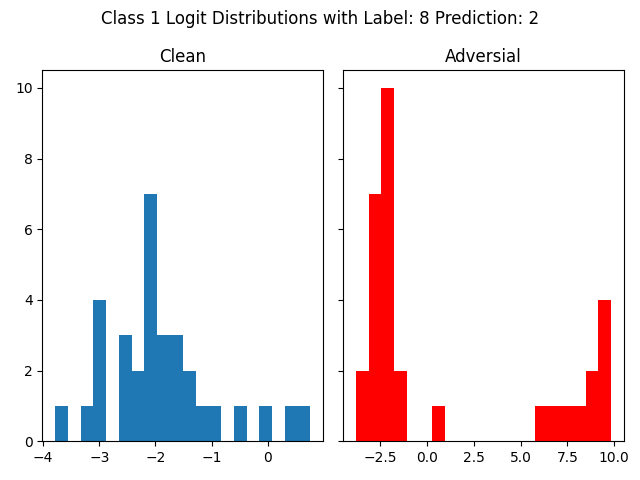 Class 1 Logit Distributions with Label: 8 Prediction: 2
Clean
Adversial
10
8
6
4
2
0
−4 −3 −2 −1 0
−2.5 0.0 2.5 5.0 7.5 10.0